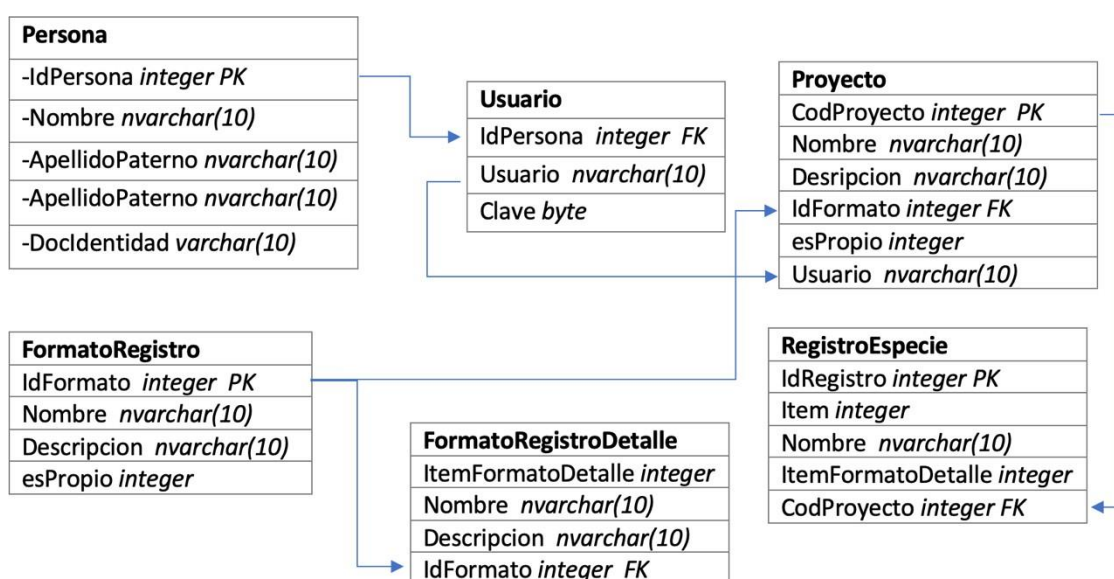 Persona
-IdPersona integer PK
-Nombre nvarchar(10)
-ApellidoPaterno nvarchar(10)
-ApellidoPaterno nvarchar(10)
-DocIdentidad varchar(10)
Usuario
IdPersona integer FK
Usuario nvarchar(10)
Clave byte
Proyecto
CodProyecto integer PK
Nombre nvarchar(10)
Desripcion nvarchar(10)
IdFormato integer FK
esPropio integer
Usuario nvarchar(10)
FormatoRegistro
IdFormato integer PK
Nombre nvarchar(10)
Descripcion nvarchar(10)
esPropio integer
FormatoRegistroDetalle
ItemFormatoDetalle integer
Nombre nvarchar(10)
Descripcion nvarchar(10)
IdFormato integer FK
RegistroEspecie
IdRegistro integer PK
Item integer
Nombre nvarchar(10)
ItemFormatoDetalle integer
CodProyecto integer FK